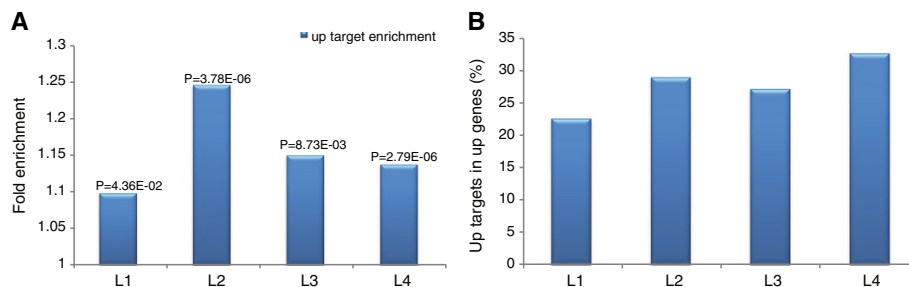 A
up target enrichment
Fold enrichment
1.3
1.25
1.2
1.15
1.1
1.05
1
P=4.36E-02
P=3.78E-06
P=8.73E-03
P=2.79E-06
L1
L2
L3
L4
B
Up targets in up genes (%)
35
30
25
20
15
10
5
0
L1
L2
L3
L4